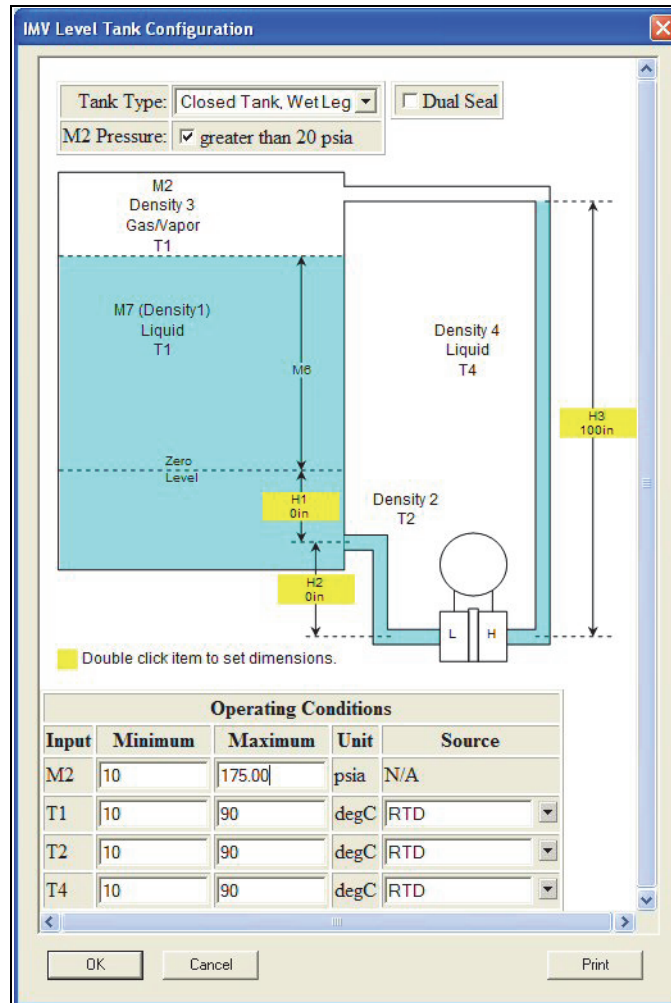 IMV Level Tank Configuration
Tank Type: Closed Tank, Wet Leg Dual Seal
M2 Pressure: greater than 20 psia
M2
Density 3
Gas/Vapor
T1
M7 (Density1)
Liquid
T1
M6
Density 4
Liquid
T4
H3
100in
Zero
Level
H1
0in
Density 2
T2
H2
0in
L H
Double click item to set dimensions.
Operating Conditions
Input Minimum Maximum Unit Source
M2 10 175.00 psia N/A
T1 10 90 degC RTD
T2 10 90 degC RTD
T4 10 90 degC RTD
OK Cancel Print